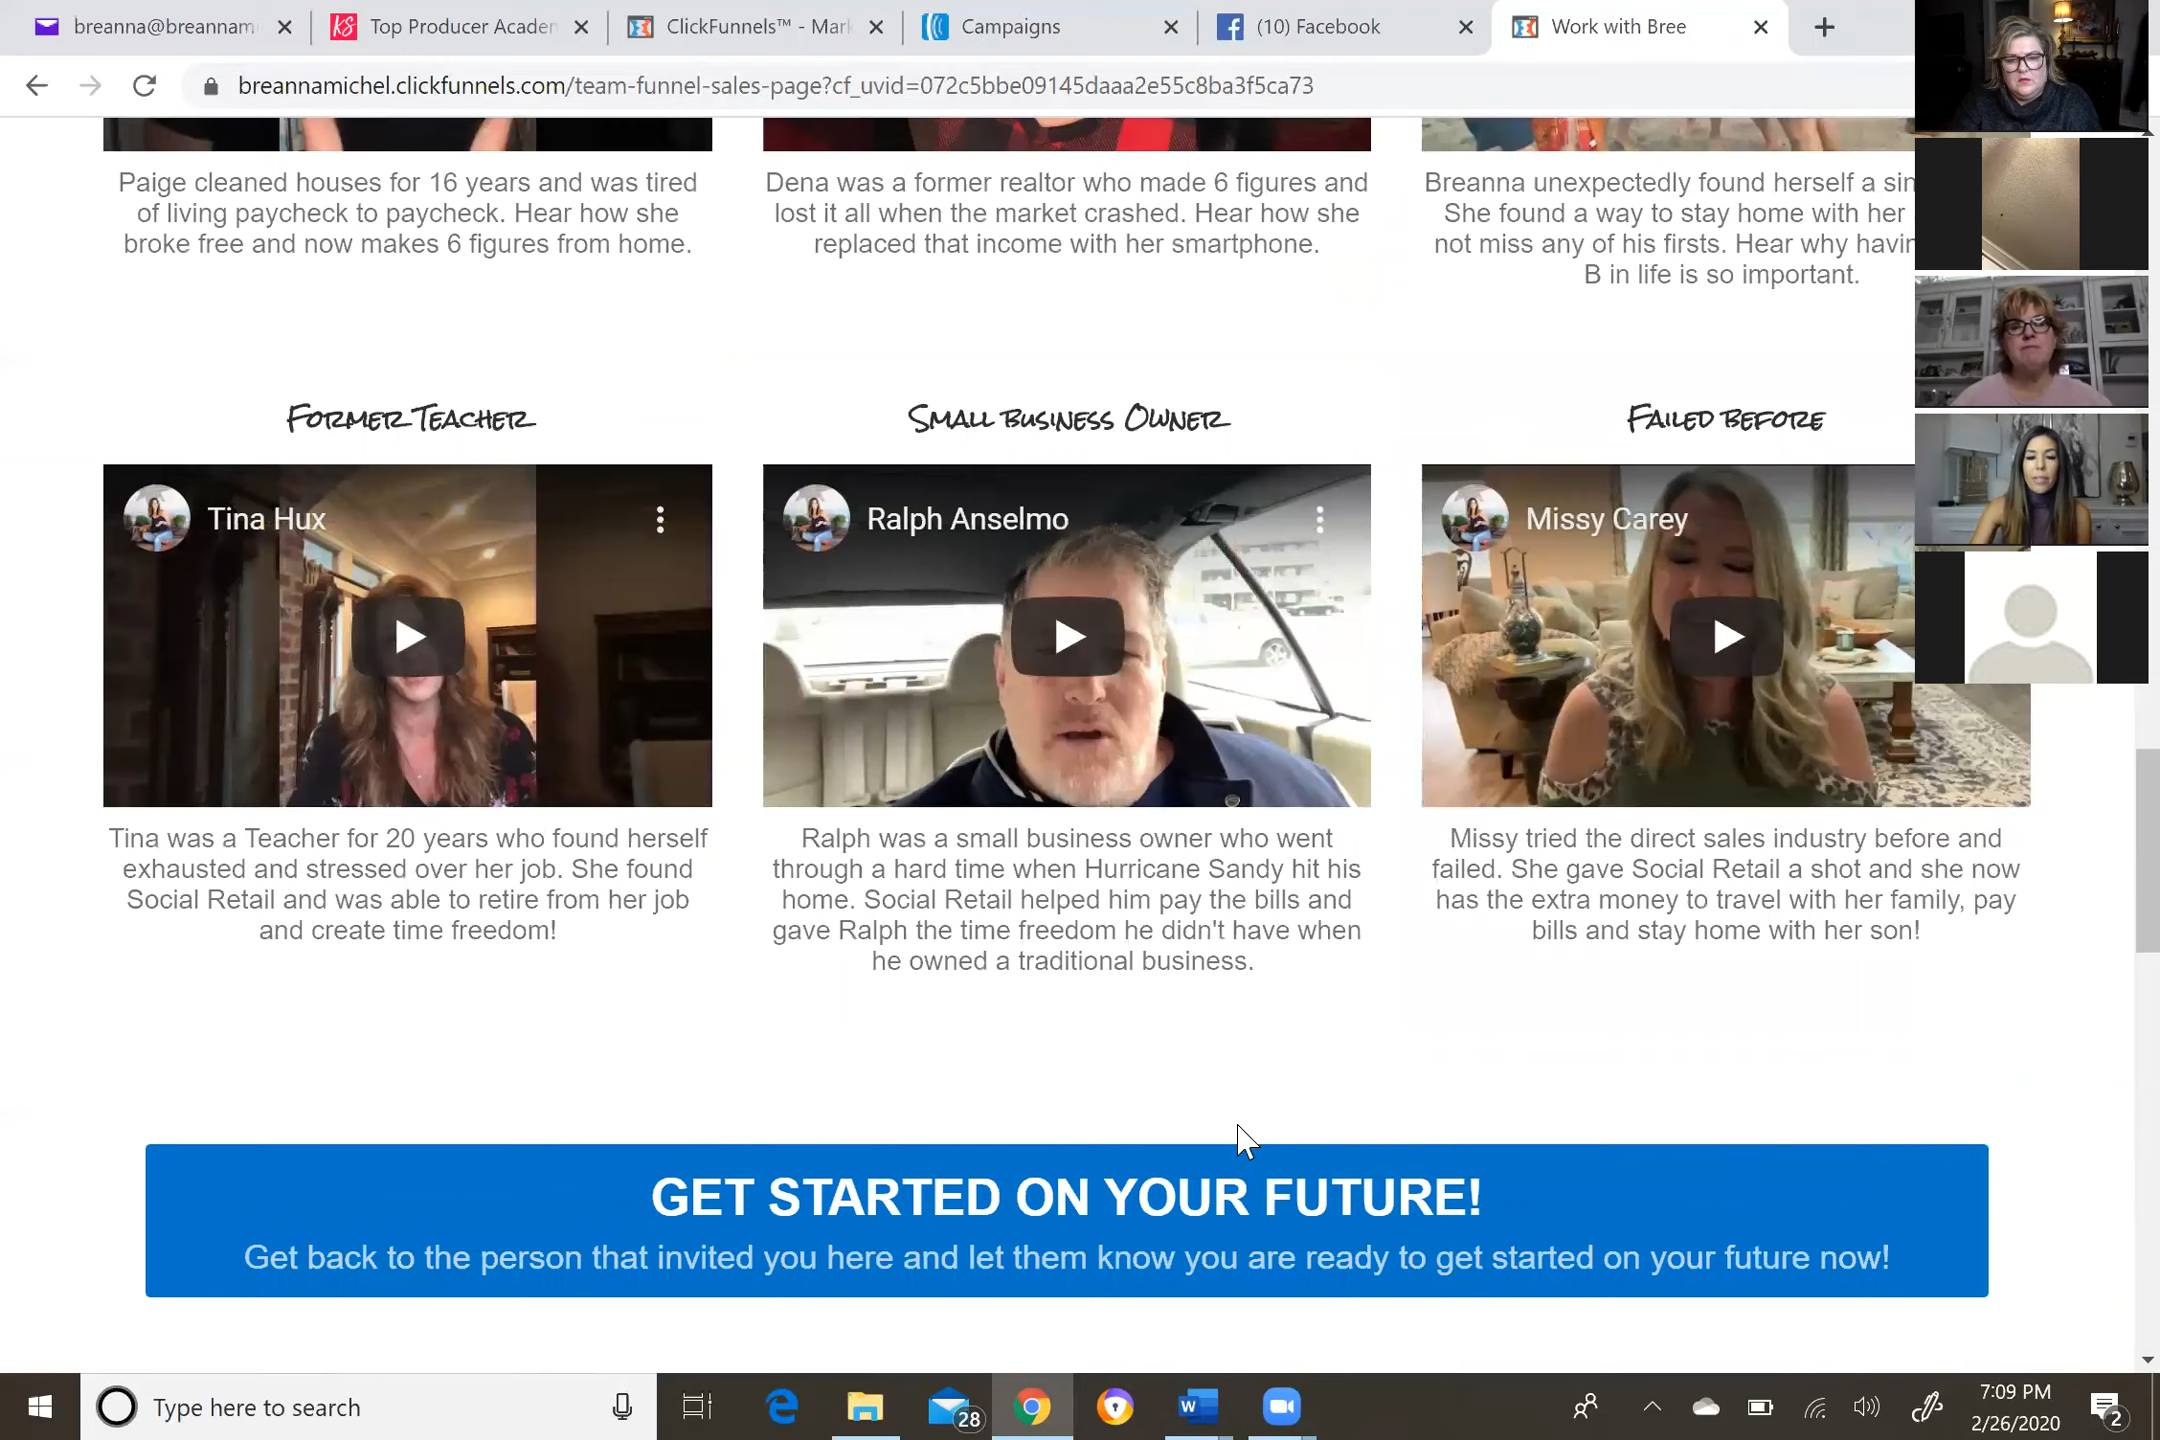 breanna@breannami
Top Producer Academ
ClickFunnels™ - Mark
Campaigns
(10) Facebook
Work with Bree
breannamichel.clickfunnels.com/team-funnel-sales-page?cf_uvid=072c5bbe09145daaa2e55c8ba3f5ca73
Paige cleaned houses for 16 years and was tired
of living paycheck to paycheck. Hear how she
broke free and now makes 6 figures from home.
Dena was a former realtor who made 6 figures and
lost it all when the market crashed. Hear how she
replaced that income with her smartphone.
Breanna unexpectedly found herself a sin
She found a way to stay home with her
not miss any of his firsts. Hear why havin
B in life is so important.
Former Teacher
Small business Owner
Failed before
Tina Hux
Ralph Anselmo
Missy Carey
Tina was a Teacher for 20 years who found herself
exhausted and stressed over her job. She found
Social Retail and was able to retire from her job
and create time freedom!
Ralph was a small business owner who went
through a hard time when Hurricane Sandy hit his
home. Social Retail helped him pay the bills and
gave Ralph the time freedom he didn't have when
he owned a traditional business.
Missy tried the direct sales industry before and
failed. She gave Social Retail a shot and she now
has the extra money to travel with her family, pay
bills and stay home with her son!
GET STARTED ON YOUR FUTURE!
Get back to the person that invited you here and let them know you are ready to get started on your future now!
Type here to search
28
7:09 PM
2/26/2020
2